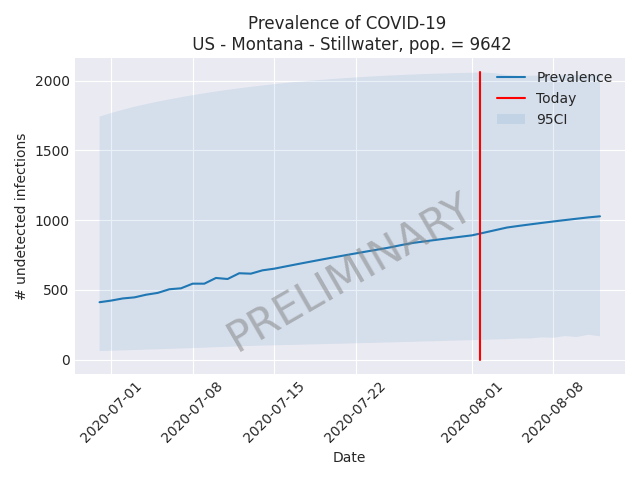 Prevalence of COVID-19
US - Montana - Stillwater, pop. = 9642
# undetected infections
2000
1500
1000
500
0
Prevalence
Today
95CI
PRELIMINARY
2020-07-01
2020-07-08
2020-07-15
2020-07-22
2020-08-01
2020-08-08
Date